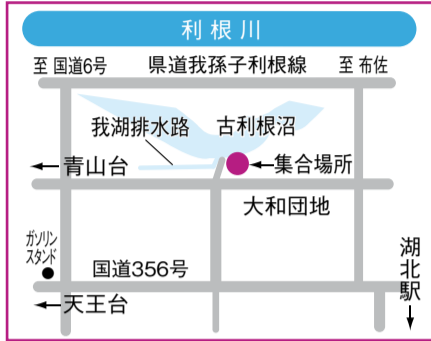 利根川
至 国道6号
県道我孫子利根線
至 布佐
我湖排水路
古利根沼
青山台
集合場所
大和団地
ガソリン
スタンド
国道356号
湖北駅
天王台